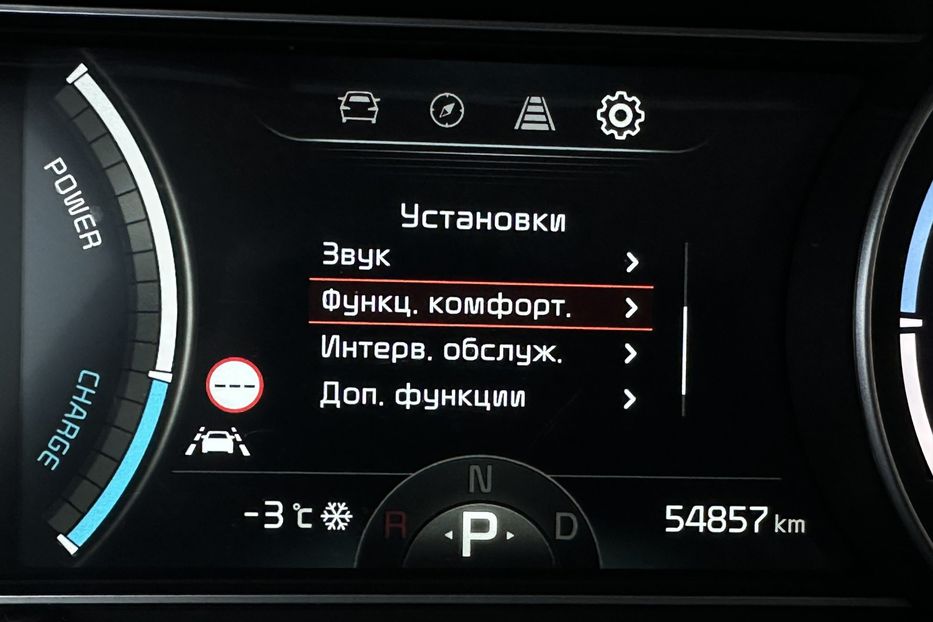 POWER
CHARGE
Установки
Звук
Функц. комфорт.
Интерв. обслуж.
Доп. функции
---
-3 °C
R N D
P
54857 km